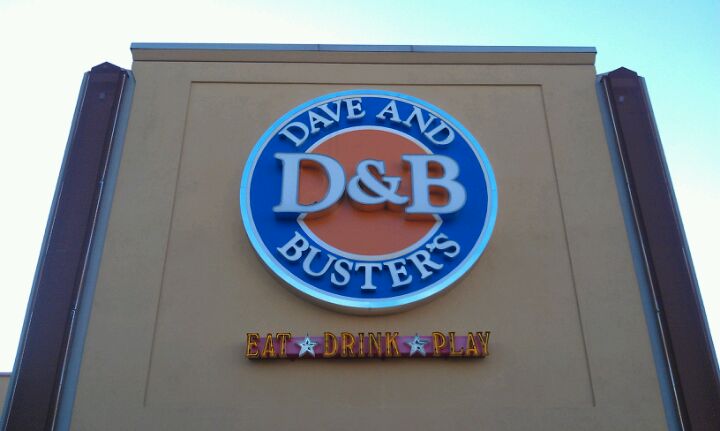 DAVE AND
D&B
BUSTER'S
EAT ★ DRINK ★ PLAY